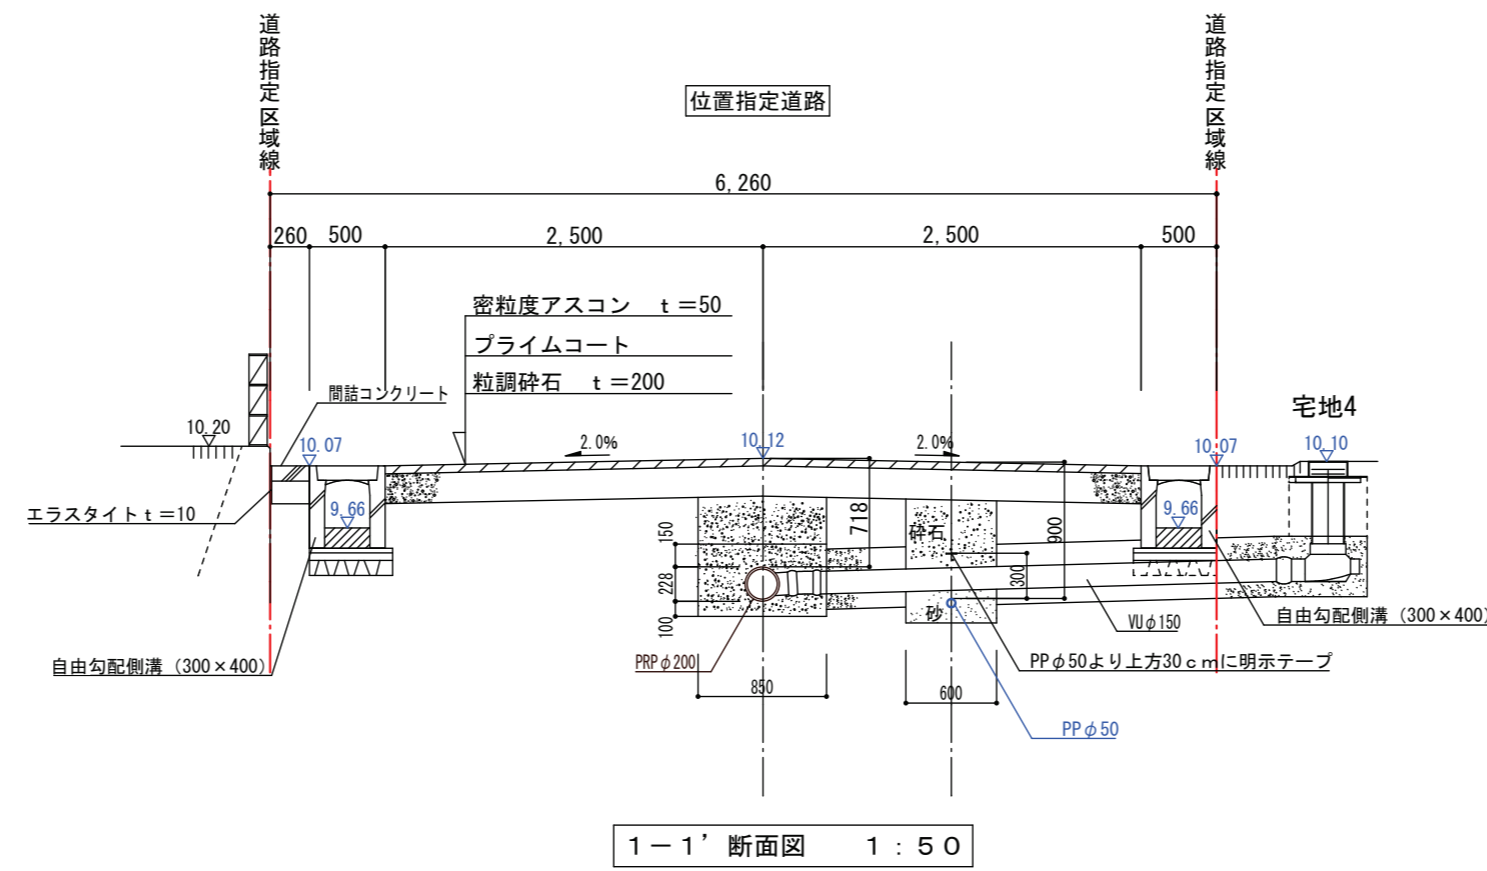 道路指定区域線
道路指定区域線
位置指定道路
6,260
260
500
2,500
2,500
500
密粒度アスコン ｔ＝50
プライムコート
粒調砕石 ｔ＝200
間詰コンクリート
宅地4
10.20
10.07
2.0%
10.12
2.0%
10.07
10.10
エラスタイトｔ＝10
9.66
9.66
砕石
718
900
150
228
100
300
砂
VUφ150
自由勾配側溝（300×400）
自由勾配側溝（300×400）
PRPφ200
PPφ50より上方30ｃｍに明示テープ
850
600
PPφ50
１－１’断面図 １：５０